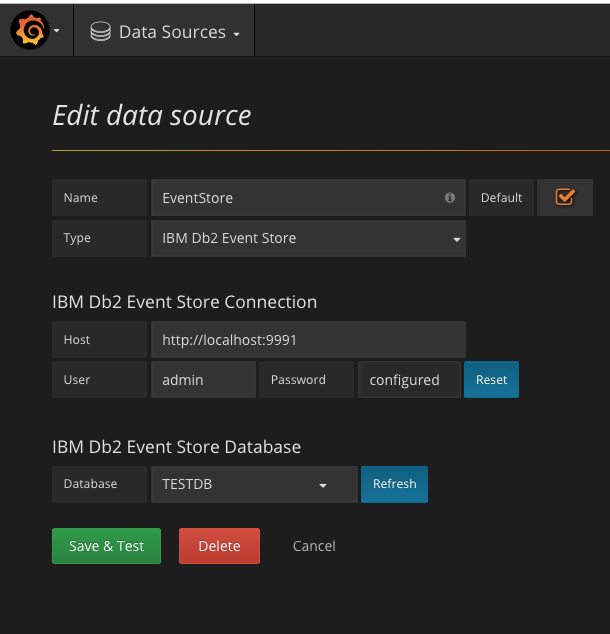 Data Sources
Edit data source
Name EventStore Default
Type IBM Db2 Event Store
IBM Db2 Event Store Connection
Host http://localhost:9991
User admin Password configured Reset
IBM Db2 Event Store Database
Database TESTDB Refresh
Save & Test Delete Cancel